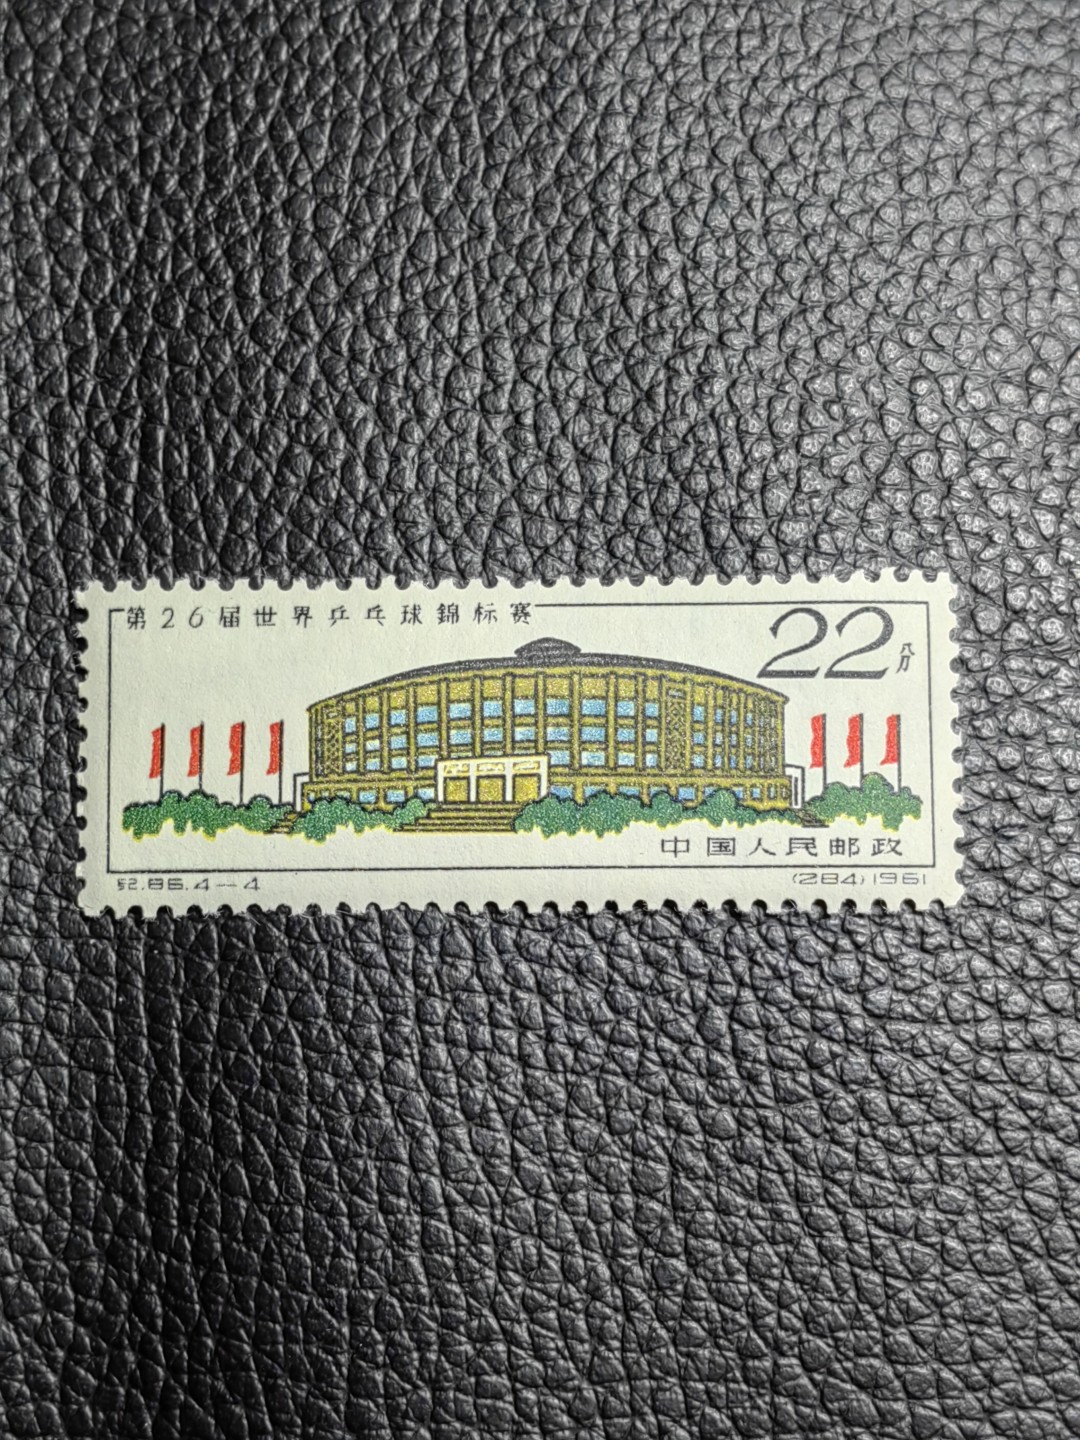 第26届世界乒乓球錦标赛
22分
中国人民邮政
纪.86.4—4
(284)1961